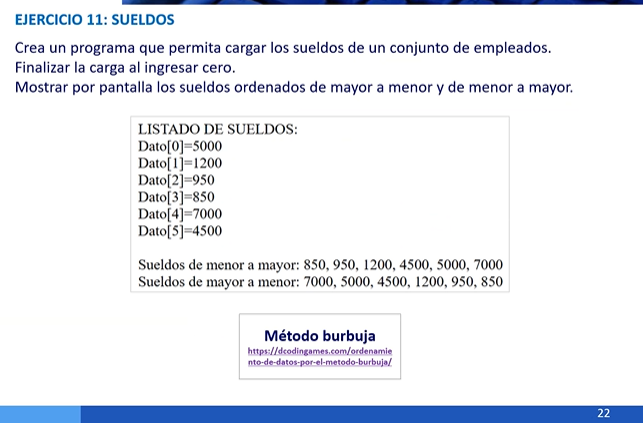 EJERCICIO 11: SUELDOS
Crea un programa que permita cargar los sueldos de un conjunto de empleados.
Finalizar la carga al ingresar cero.
Mostrar por pantalla los sueldos ordenados de mayor a menor y de menor a mayor.
LISTADO DE SUELDOS:
Dato[0]=5000
Dato[1]=1200
Dato[2]=950
Dato[3]=850
Dato[4]=7000
Dato[5]=4500
Sueldos de menor a mayor: 850, 950, 1200, 4500, 5000, 7000
Sueldos de mayor a menor: 7000, 5000, 4500, 1200, 950, 850
Método burbuja
https://dcodingames.com/ordenamie
nto-de-datos-por-el-metodo-burbuja/
22